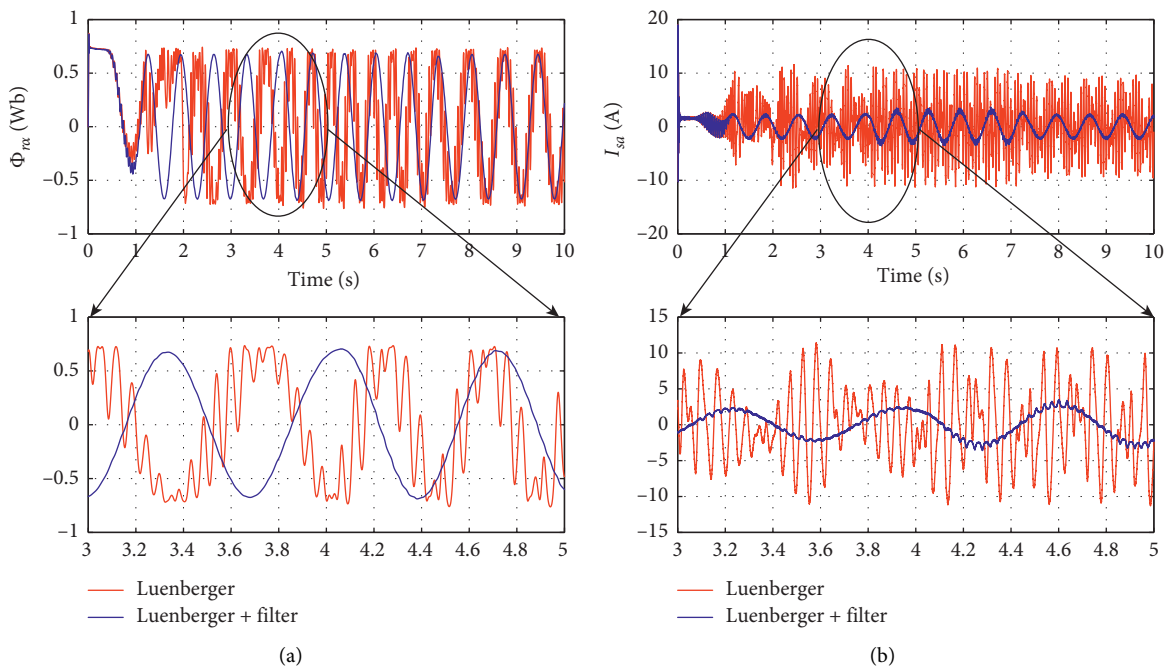 1
0.5
0
−0.5
−1
Φrα (Wb)
0 1 2 3 4 5 6 7 8 9 10
Time (s)
1
0.5
0
−0.5
−1
3 3.2 3.4 3.6 3.8 4 4.2 4.4 4.6 4.8 5
Luenberger
Luenberger + filter
(a)
20
10
0
−10
−20
Isa (A)
0 1 2 3 4 5 6 7 8 9 10
Time (s)
15
10
5
0
−5
−10
15
3 3.2 3.4 3.6 3.8 4 4.2 4.4 4.6 4.8 5
Luenberger
Luenberger + filter
(b)